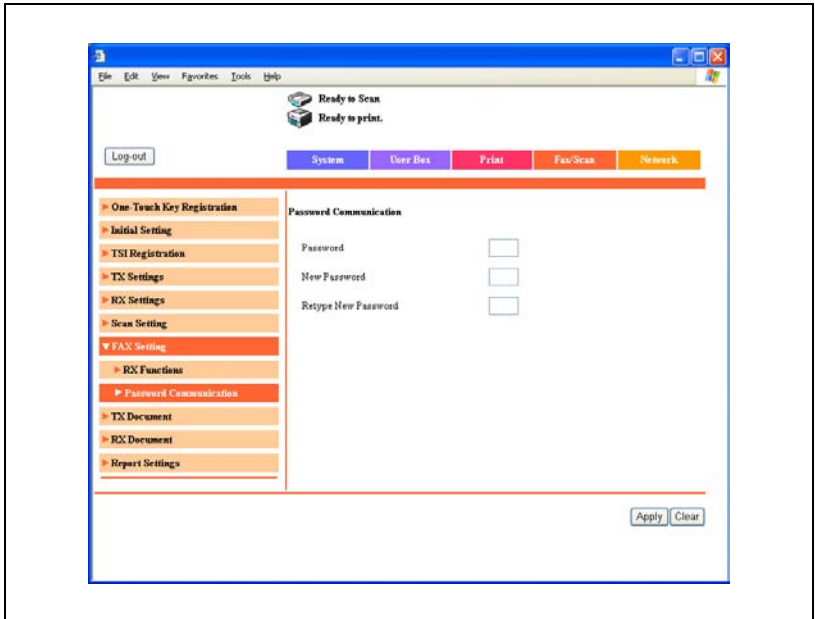 File Edit View Favorites Tools Help
Ready to Scan
Ready to print.
Log-out
System User Box Print Fax/Scan Network
One-Touch Key Registration
Initial Setting
TSI Registration
TX Settings
RX Settings
Scan Setting
FAX Setting
RX Functions
Password Communication
TX Document
RX Document
Report Settings
Password Communication
Password
New Password
Retype New Password
Apply Clear